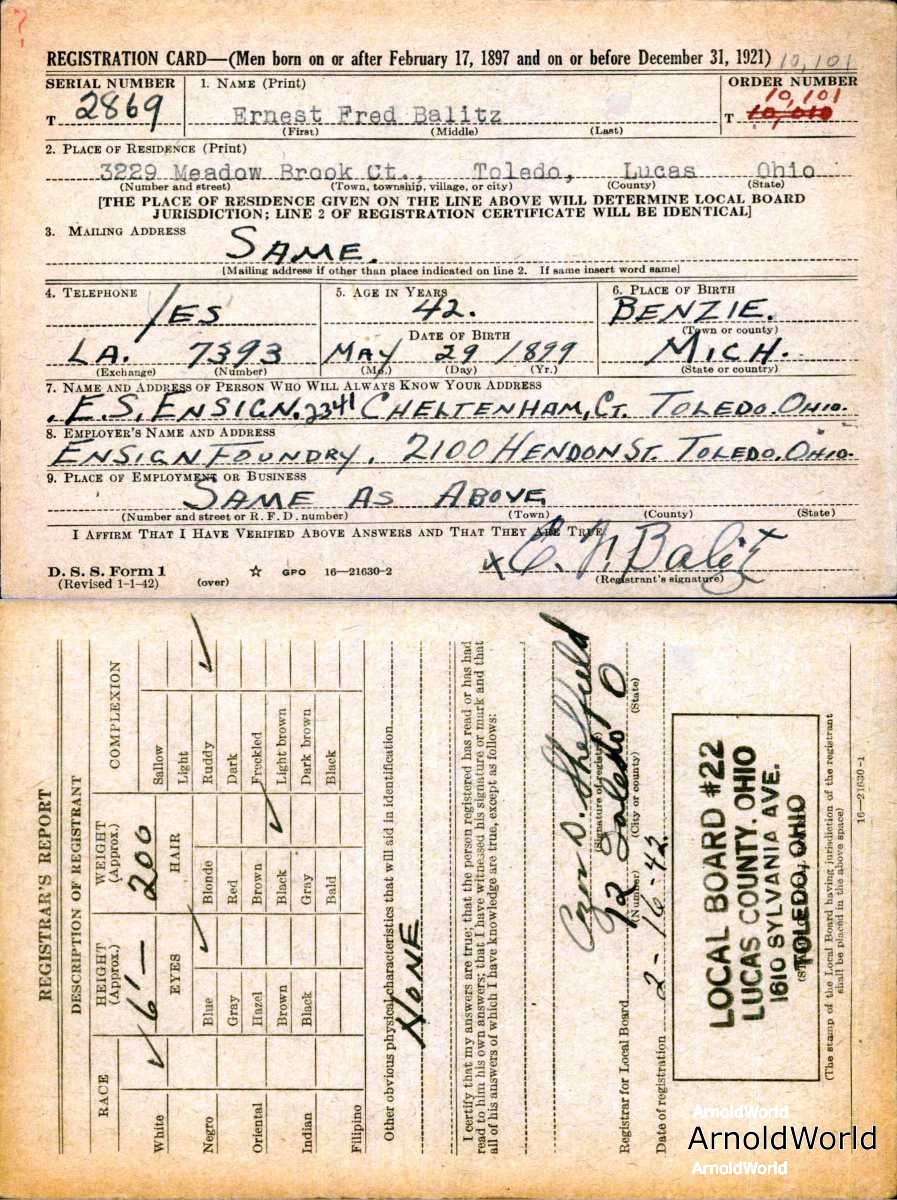 REGISTRATION CARD—(Men born on or after February 17, 1897 and on or before December 31, 1921) 10,101
SERIAL NUMBER 1. NAME (Print) ORDER NUMBER
T 2869 Ernest Fred Balitz T 10,101
(First) (Middle) (Last)
2. PLACE OF RESIDENCE (Print)
3229 Meadow Brook Ct., Toledo, Lucas Ohio
(Number and street) (Town, township, village, or city) (County) (State)
[THE PLACE OF RESIDENCE GIVEN ON THE LINE ABOVE WILL DETERMINE LOCAL BOARD
JURISDICTION; LINE 2 OF REGISTRATION CERTIFICATE WILL BE IDENTICAL]
3. MAILING ADDRESS
SAME.
[Mailing address if other than place indicated on line 2. If same insert word same]
4. TELEPHONE 5. AGE IN YEARS 6. PLACE OF BIRTH
YES 42. BENZIE.
DATE OF BIRTH (Town or county)
LA. 7393 MAY 29 1899 MICH.
(Exchange) (Number) (Mo.) (Day) (Yr.) (State or country)
7. NAME AND ADDRESS OF PERSON WHO WILL ALWAYS KNOW YOUR ADDRESS
E.S. ENSIGN. 2341 CHELTENHAM, CT. TOLEDO. OHIO.
8. EMPLOYER'S NAME AND ADDRESS
ENSIGN FOUNDRY. 2100 HENDON ST. TOLEDO. OHIO.
9. PLACE OF EMPLOYMENT OR BUSINESS
SAME AS ABOVE
(Number and street or R. F. D. number) (Town) (County) (State)
I AFFIRM THAT I HAVE VERIFIED ABOVE ANSWERS AND THAT THEY ARE TRUE.
x Balitz
D. S. S. Form 1 ☆ GPO 16—21630-2 (Registrant's signature)
(Revised 1-1-42) (over)
REGISTRAR'S REPORT
DESCRIPTION OF REGISTRANT
RACE HEIGHT (Approx.) WEIGHT (Approx.) COMPLEXION
6'— 200
EYES HAIR
White Sallow
Light
Negro Blue Blonde Ruddy
Gray Red Dark
Oriental Hazel Brown Freckled
Brown Black Light brown
Indian Black Gray Dark brown
Filipino Bald Black
Other obvious physical characteristics that will aid in identification
NONE
I certify that my answers are true; that the person registered has read or has had
read to him his own answers; that I have witnessed his signature or mark and that
all of his answers of which I have knowledge are true, except as follows:
Sheffield
(Signature of registrar)
Registrar for Local Board 22 Toledo O
(Number) (City or county) (State)
Date of registration 2-16-42.
LOCAL BOARD #22
LUCAS COUNTY, OHIO
1610 SYLVANIA AVE.
TOLEDO, OHIO
(The stamp of the Local Board having jurisdiction of the registrant
shall be placed in the above space)
16—21630-1
ArnoldWorld
ArnoldWorld
ArnoldWorld